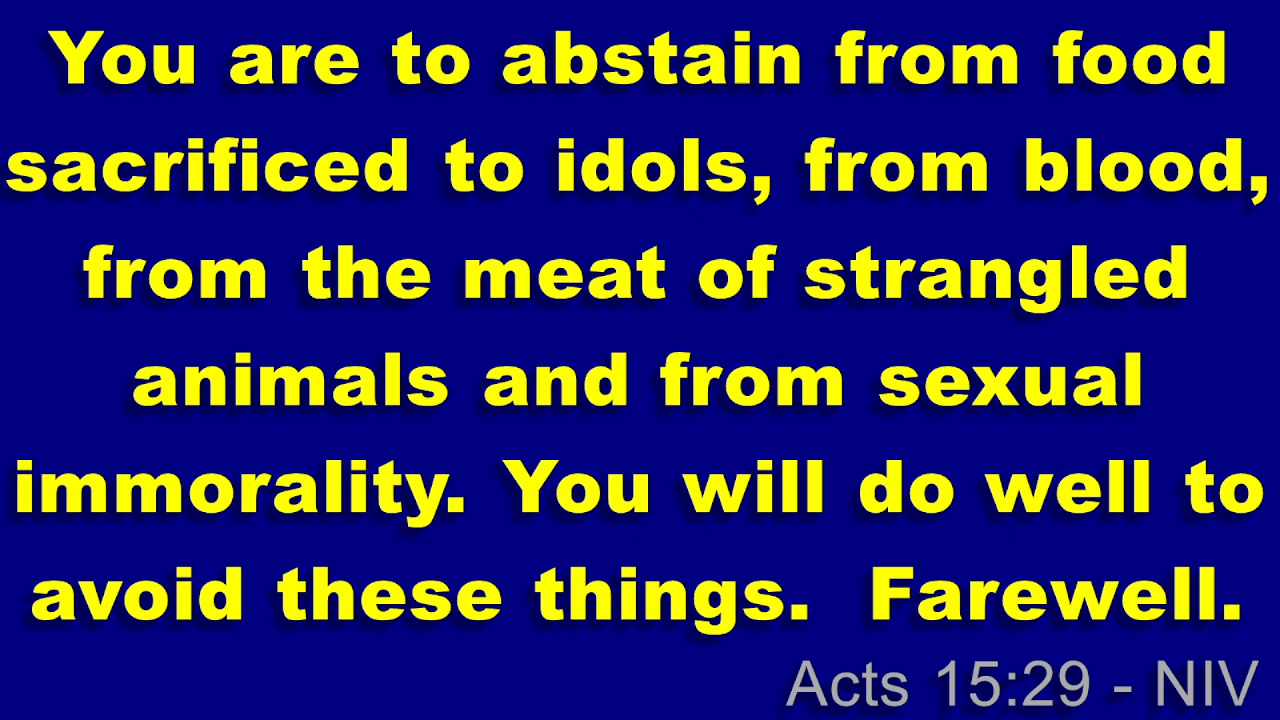 You are to abstain from food
sacrificed to idols, from blood,
from the meat of strangled
animals and from sexual
immorality. You will do well to
avoid these things. Farewell.
Acts 15:29 - NIV